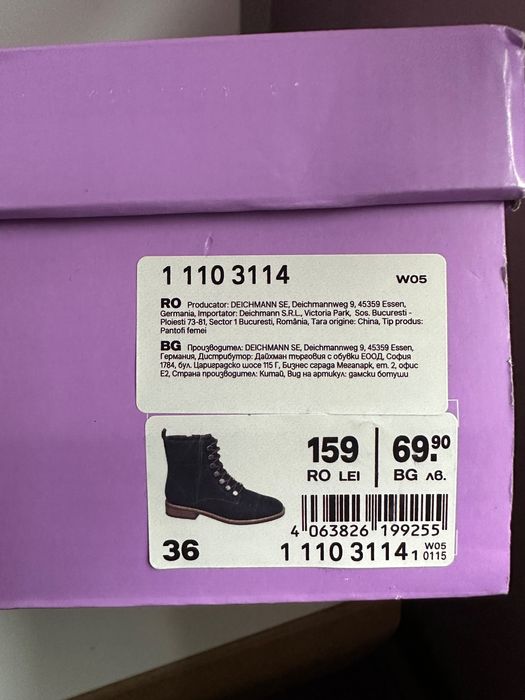 1 110 3114 W05
RO Producator: DEICHMANN SE, Deichmannweg 9, 45359 Essen,
Germania, Importator: Deichmann S.R.L., Victoria Park, Sos. Bucuresti -
Ploiesti 73-81, Sector 1 Bucuresti, România, Tara origine: China, Tip produs:
Pantofi femei
BG Производител: DEICHMANN SE, Deichmannweg 9, 45359 Essen,
Германия, Дистрибутор: Дайхман търговия с обувки ЕООД, София
1784, бул. Цариградско шосе 115 Г, Бизнес сграда Мегапарк, ет. 2, офис
Е2, Страна производител: Китай, Вид на артикул: дамски ботуши
159 69.90
RO LEI BG лв.
4 063826 199255
36 1 110 3114 1 W05
0115